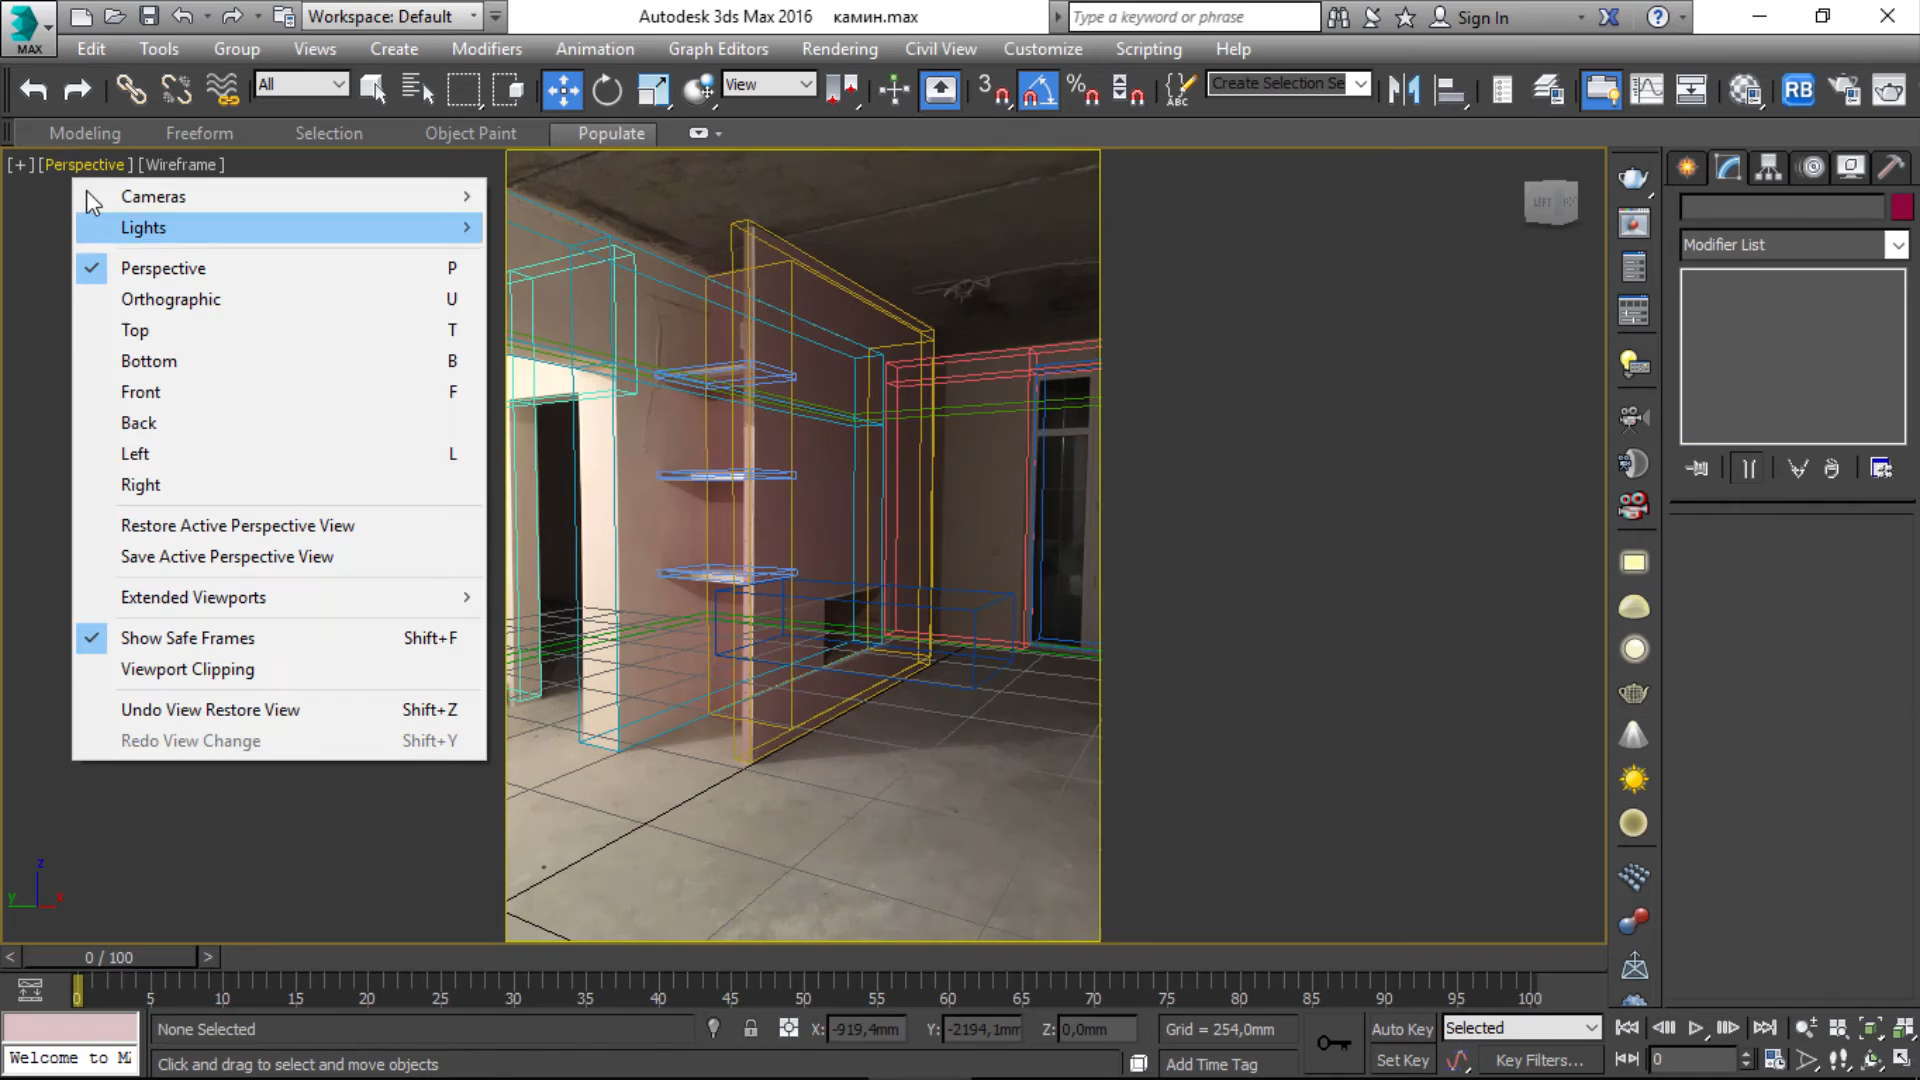 MAX
Workspace: Default
Autodesk 3ds Max 2016 камин.max
Type a keyword or phrase
Sign In
Edit Tools Group Views Create Modifiers Animation Graph Editors Rendering Civil View Customize Scripting Help
All
View
3
%
ABC
Create Selection Se
RB
Modeling Freeform Selection Object Paint Populate
[+] [Perspective] [Wireframe]
Cameras
Lights
Perspective P
Orthographic U
Top T
Bottom B
Front F
Back
Left L
Right
Restore Active Perspective View
Save Active Perspective View
Extended Viewports
Show Safe Frames Shift+F
Viewport Clipping
Undo View Restore View Shift+Z
Redo View Change Shift+Y
LEFT
Modifier List
z
y
x
< 0 / 100 >
0 5 10 15 20 25 30 35 40 45 50 55 60 65 70 75 80 85 90 95 100
None Selected
X: -919,4mm Y: -2194,1mm Z: 0,0mm
Grid = 254,0mm
Auto Key
Selected
Welcome to M
Click and drag to select and move objects
Add Time Tag
Set Key
Key Filters...
0